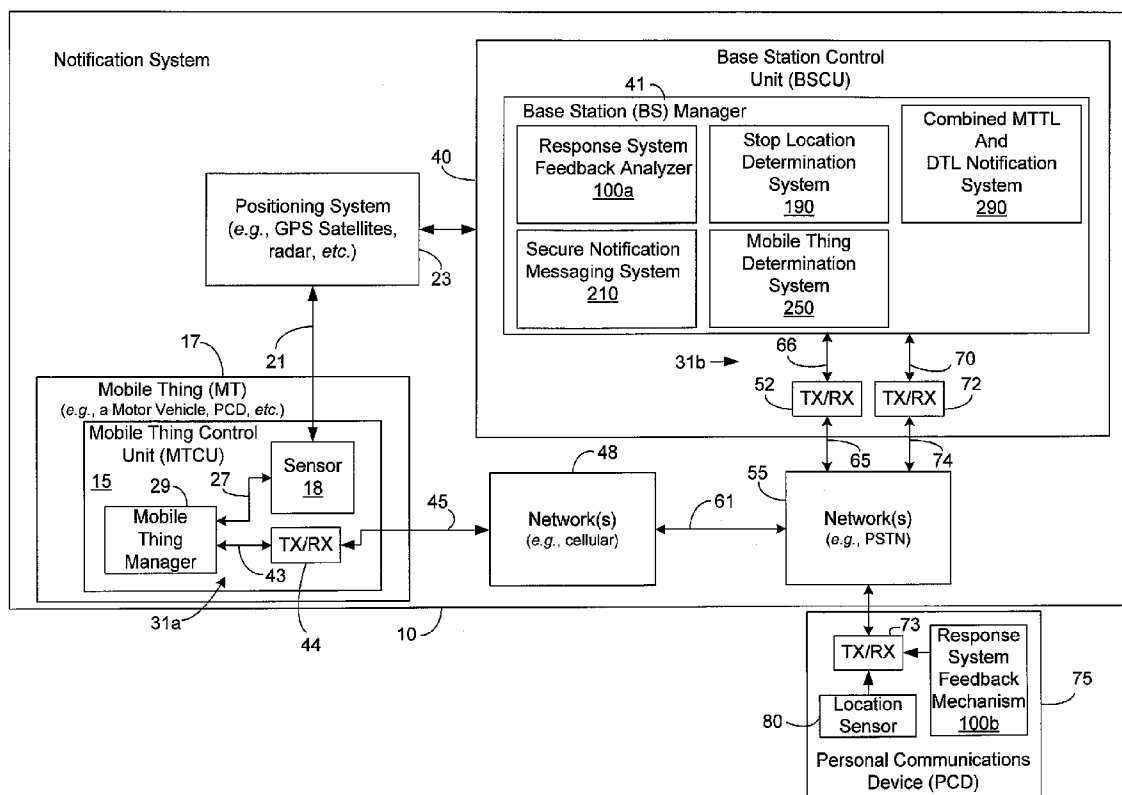 Notification System
Base Station Control
Unit (BSCU)
41
Base Station (BS) Manager
Response System
Feedback Analyzer
100a
Stop Location
Determination
System
190
Combined MTTL
And
DTL Notification
System
290
Secure Notification
Messaging System
210
Mobile Thing
Determination
System
250
40
Positioning System
(e.g., GPS Satellites,
radar, etc.)
23
21
17
66
31b
70
52
TX/RX
TX/RX
72
65
74
Mobile Thing (MT)
(e.g., a Motor Vehicle, PCD, etc.)
Mobile Thing Control
Unit (MTCU)
15
27
29
Sensor
18
Mobile
Thing
Manager
43
TX/RX
45
48
Network(s)
(e.g., cellular)
61
55
Network(s)
(e.g., PSTN)
31a
44
10
73
TX/RX
Response
System
Feedback
Mechanism
100b
75
80
Location
Sensor
Personal Communications
Device (PCD)